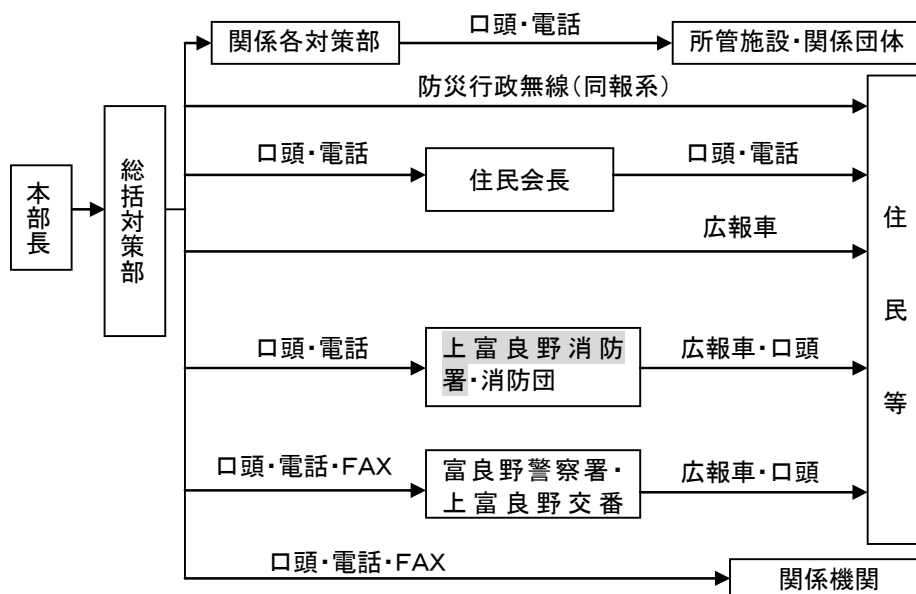 口頭・電話
関係各対策部
所管施設・関係団体
防災行政無線（同報系）
口頭・電話
口頭・電話
住民会長
本部長
総括対策部
広報車
住民等
口頭・電話
上富良野消防
署・消防団
広報車・口頭
口頭・電話・FAX
富良野警察署・
上富良野交番
広報車・口頭
口頭・電話・FAX
関係機関